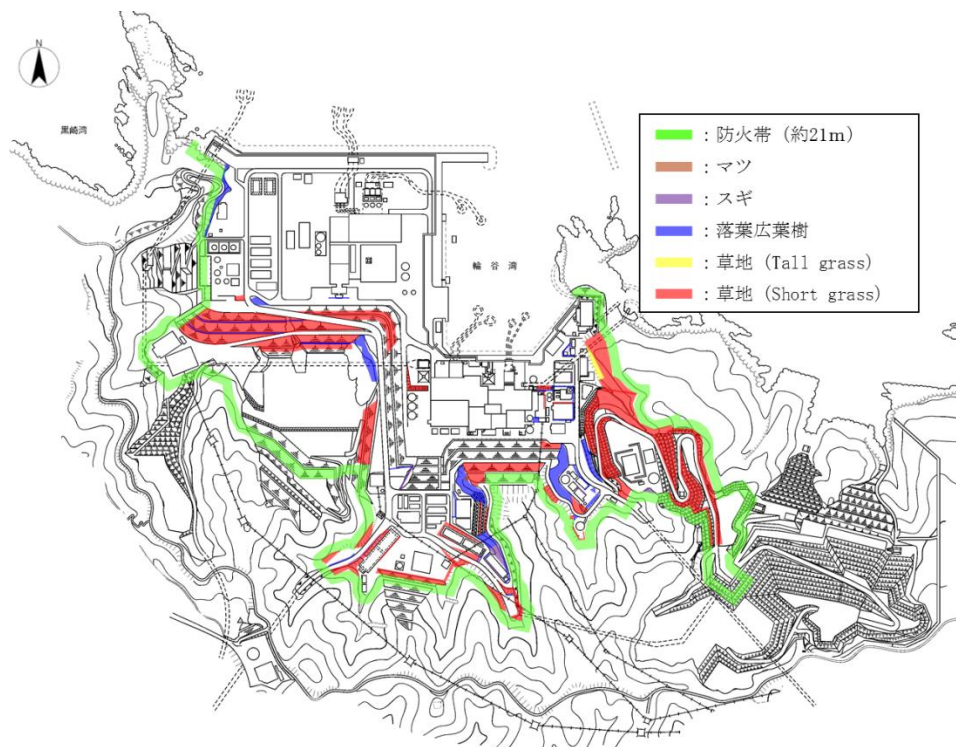 N
黒崎湾
輪谷湾
：防火帯（約21m）
：マツ
：スギ
：落葉広葉樹
：草地（Tall grass）
：草地（Short grass）